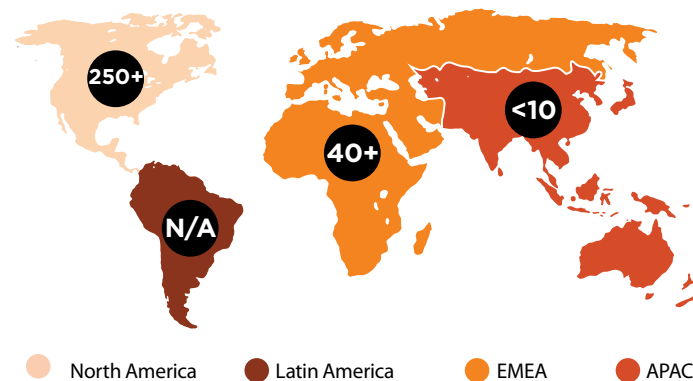 250+
<10
40+
N/A
North America
Latin America
EMEA
APAC